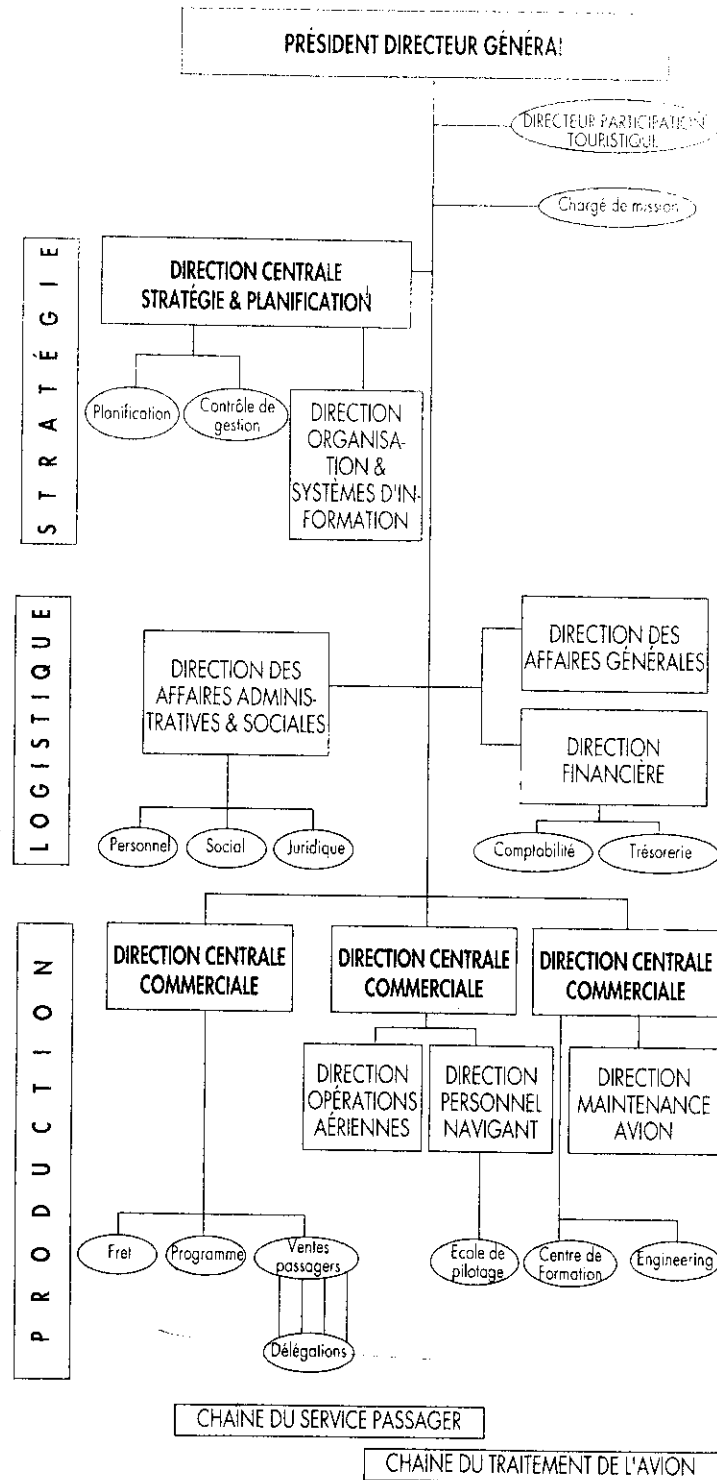 PRÉSIDENT DIRECTEUR GÉNÉRAL
DIRECTEUR PARTICIPATION
TOURISTIQUE
Chargé de mission
STRATÉGIE
DIRECTION CENTRALE
STRATÉGIE & PLANIFICATION
Planification
Contrôle de
gestion
DIRECTION
ORGANISA-
TION &
SYSTÈMES D'IN-
FORMATION
LOGISTIQUE
DIRECTION DES
AFFAIRES ADMINIS-
TRATIVES & SOCIALES
DIRECTION DES
AFFAIRES GÉNÉRALES
DIRECTION
FINANCIÈRE
Personnel
Social
Juridique
Comptabilité
Trésorerie
PRODUCTION
DIRECTION CENTRALE
COMMERCIALE
DIRECTION CENTRALE
COMMERCIALE
DIRECTION CENTRALE
COMMERCIALE
DIRECTION
OPÉRATIONS
AÉRIENNES
DIRECTION
PERSONNEL
NAVIGANT
DIRECTION
MAINTENANCE
AVION
Fret
Programme
Ventes
passagers
Ecole de
pilotage
Centre de
Formation
Engineering
Délégations
CHAINE DU SERVICE PASSAGER
CHAINE DU TRAITEMENT DE L'AVION